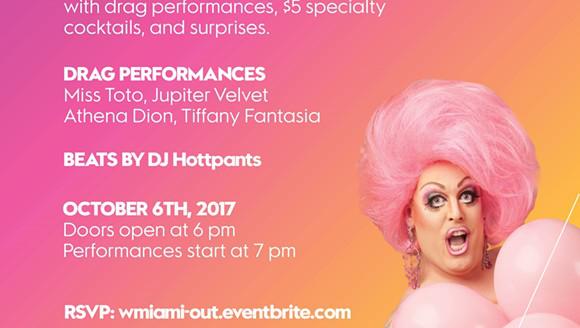 with drag performances, $5 specialty
cocktails, and surprises.
DRAG PERFORMANCES
Miss Toto, Jupiter Velvet
Athena Dion, Tiffany Fantasia
BEATS BY DJ Hottpants
OCTOBER 6TH, 2017
Doors open at 6 pm
Performances start at 7 pm
RSVP: wmiami-out.eventbrite.com